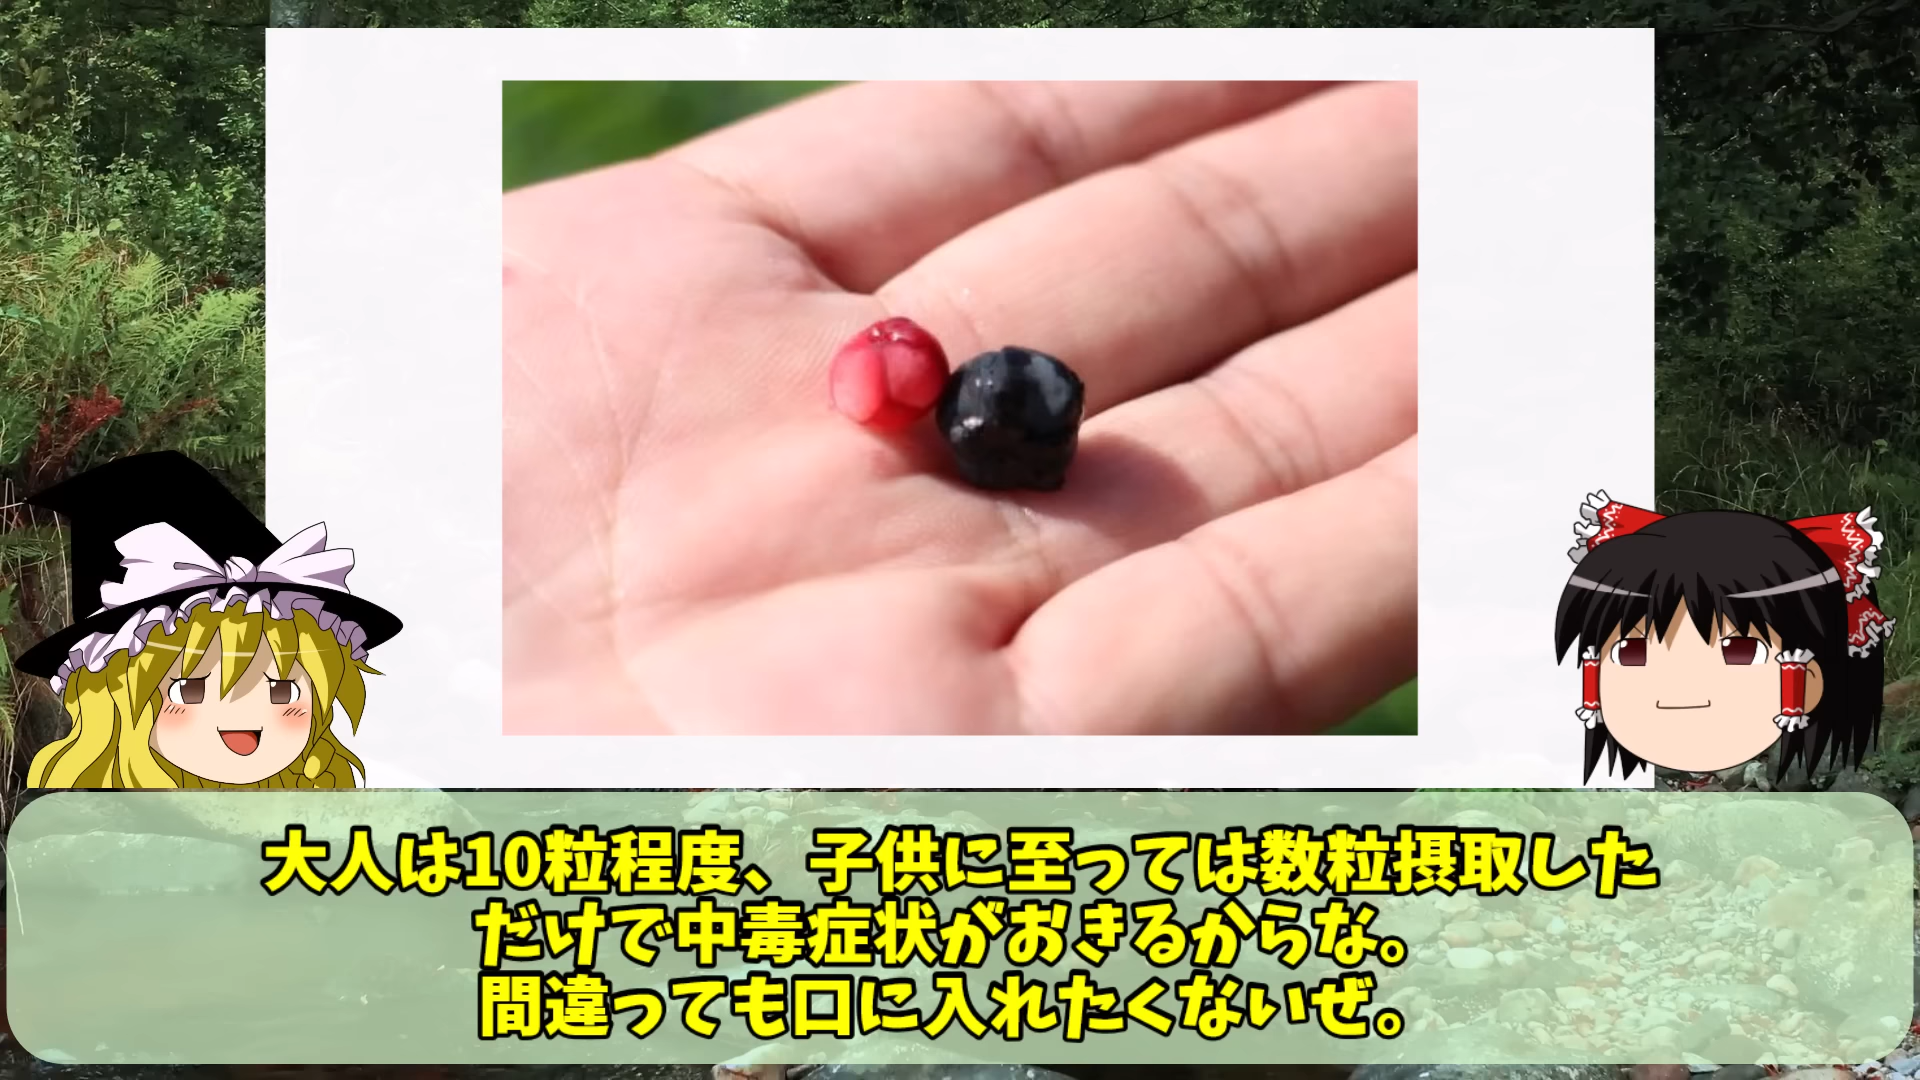 大人は10粒程度、子供に至っては数粒摂取した
だけで中毒症状がおきるからな。
間違っても口に入れたくないぜ。